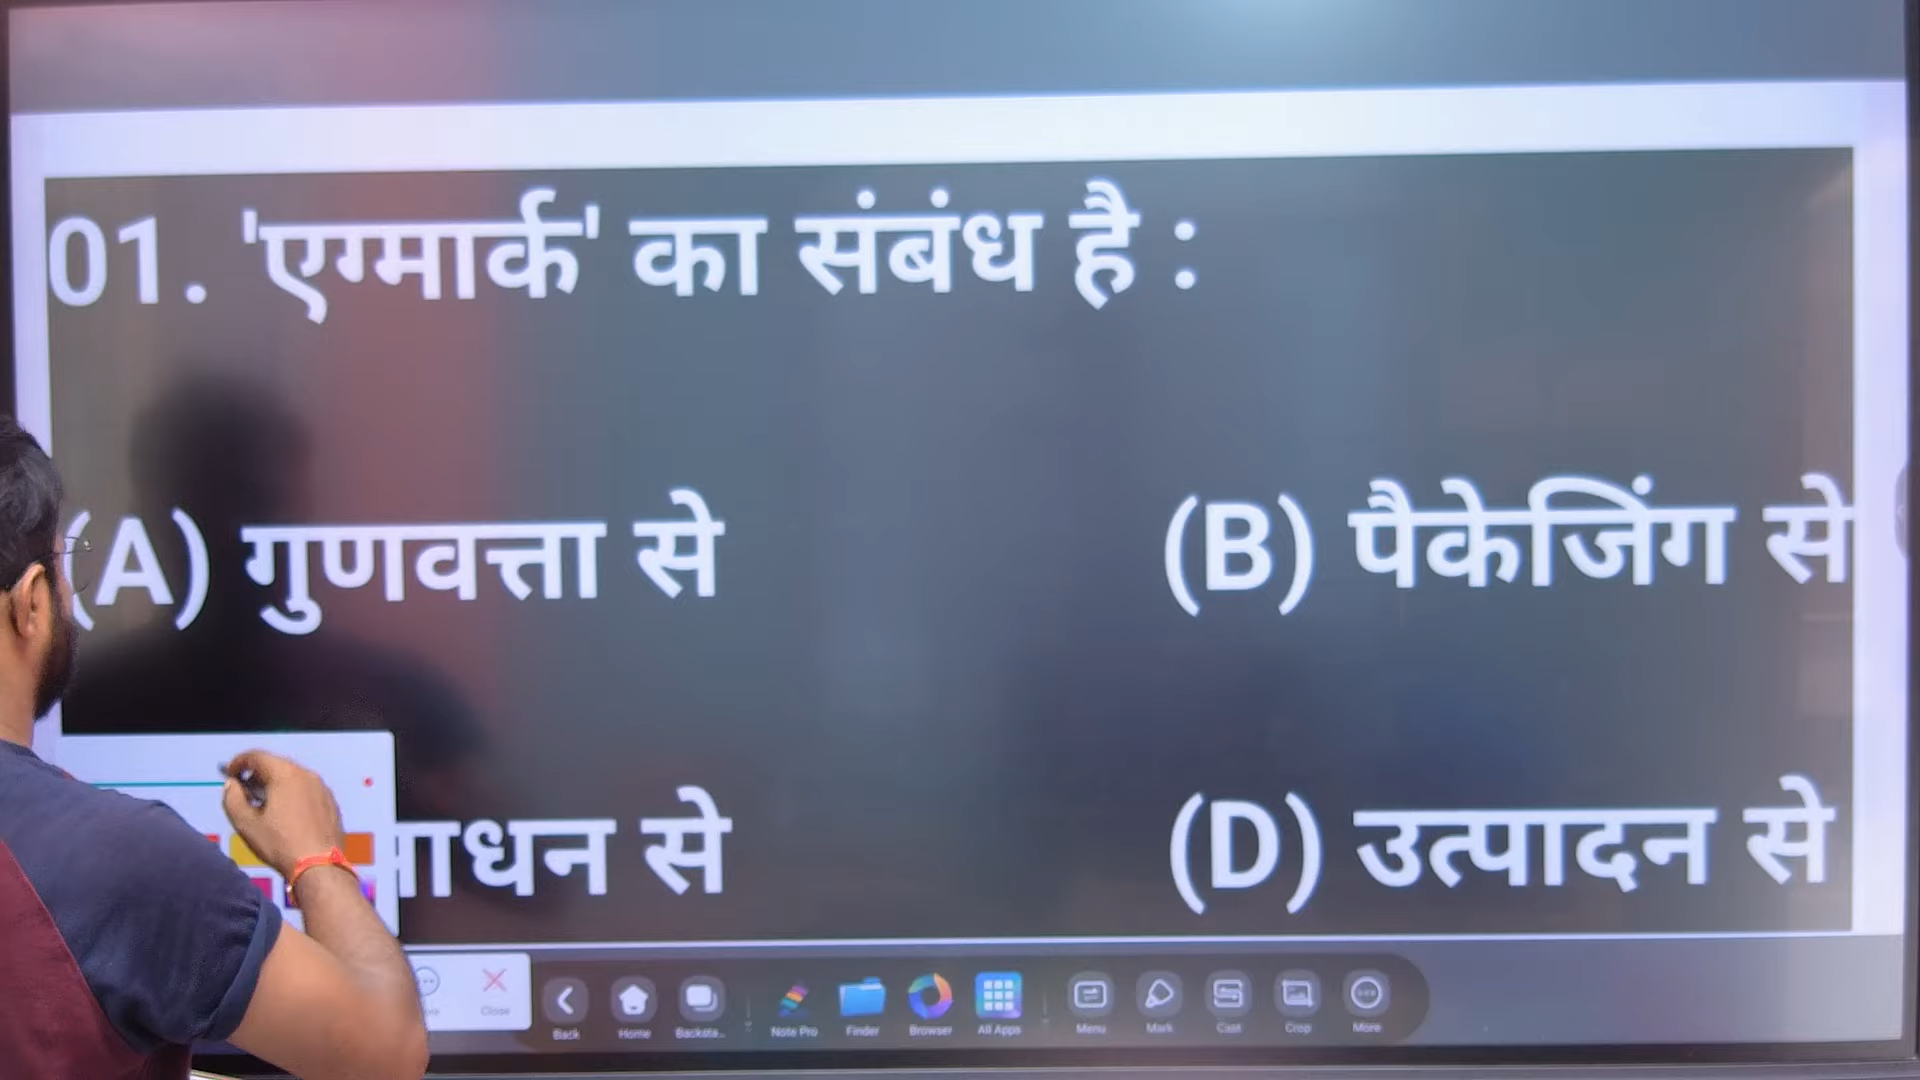 01. 'एग्मार्क' का संबंध है :
(A) गुणवत्ता से
(B) पैकेजिंग से
से
(D) उत्पादन से
Close
Back
Home
Backsta...
Note Pro
Finder
Browser
All Apps
Menu
Mark
Cast
Crop
More